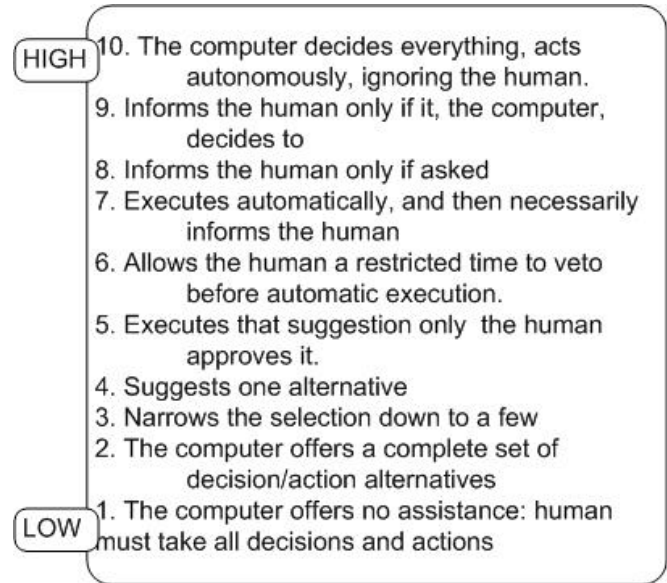 HIGH
10. The computer decides everything, acts
autonomously, ignoring the human.
9. Informs the human only if it, the computer,
decides to
8. Informs the human only if asked
7. Executes automatically, and then necessarily
informs the human
6. Allows the human a restricted time to veto
before automatic execution.
5. Executes that suggestion only the human
approves it.
4. Suggests one alternative
3. Narrows the selection down to a few
2. The computer offers a complete set of
decision/action alternatives
LOW
1. The computer offers no assistance: human
must take all decisions and actions